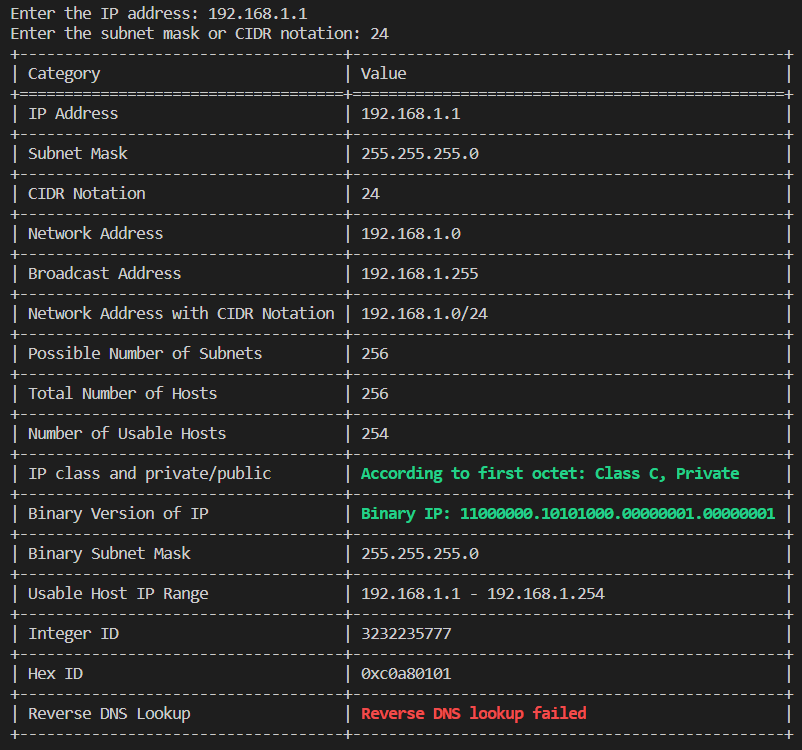 Enter the IP address: 192.168.1.1
Enter the subnet mask or CIDR notation: 24
+------------------------------------+------------------------------------------------+
| Category                           | Value                                          |
+====================================+================================================+
| IP Address                         | 192.168.1.1                                    |
+------------------------------------+------------------------------------------------+
| Subnet Mask                        | 255.255.255.0                                  |
+------------------------------------+------------------------------------------------+
| CIDR Notation                      | 24                                             |
+------------------------------------+------------------------------------------------+
| Network Address                    | 192.168.1.0                                    |
+------------------------------------+------------------------------------------------+
| Broadcast Address                  | 192.168.1.255                                  |
+------------------------------------+------------------------------------------------+
| Network Address with CIDR Notation | 192.168.1.0/24                                 |
+------------------------------------+------------------------------------------------+
| Possible Number of Subnets         | 256                                            |
+------------------------------------+------------------------------------------------+
| Total Number of Hosts              | 256                                            |
+------------------------------------+------------------------------------------------+
| Number of Usable Hosts             | 254                                            |
+------------------------------------+------------------------------------------------+
| IP class and private/public        | According to first octet: Class C, Private     |
+------------------------------------+------------------------------------------------+
| Binary Version of IP               | Binary IP: 11000000.10101000.00000001.00000001 |
+------------------------------------+------------------------------------------------+
| Binary Subnet Mask                 | 255.255.255.0                                  |
+------------------------------------+------------------------------------------------+
| Usable Host IP Range               | 192.168.1.1 - 192.168.1.254                    |
+------------------------------------+------------------------------------------------+
| Integer ID                         | 3232235777                                     |
+------------------------------------+------------------------------------------------+
| Hex ID                             | 0xc0a80101                                     |
+------------------------------------+------------------------------------------------+
| Reverse DNS Lookup                 | Reverse DNS lookup failed                      |
+------------------------------------+------------------------------------------------+